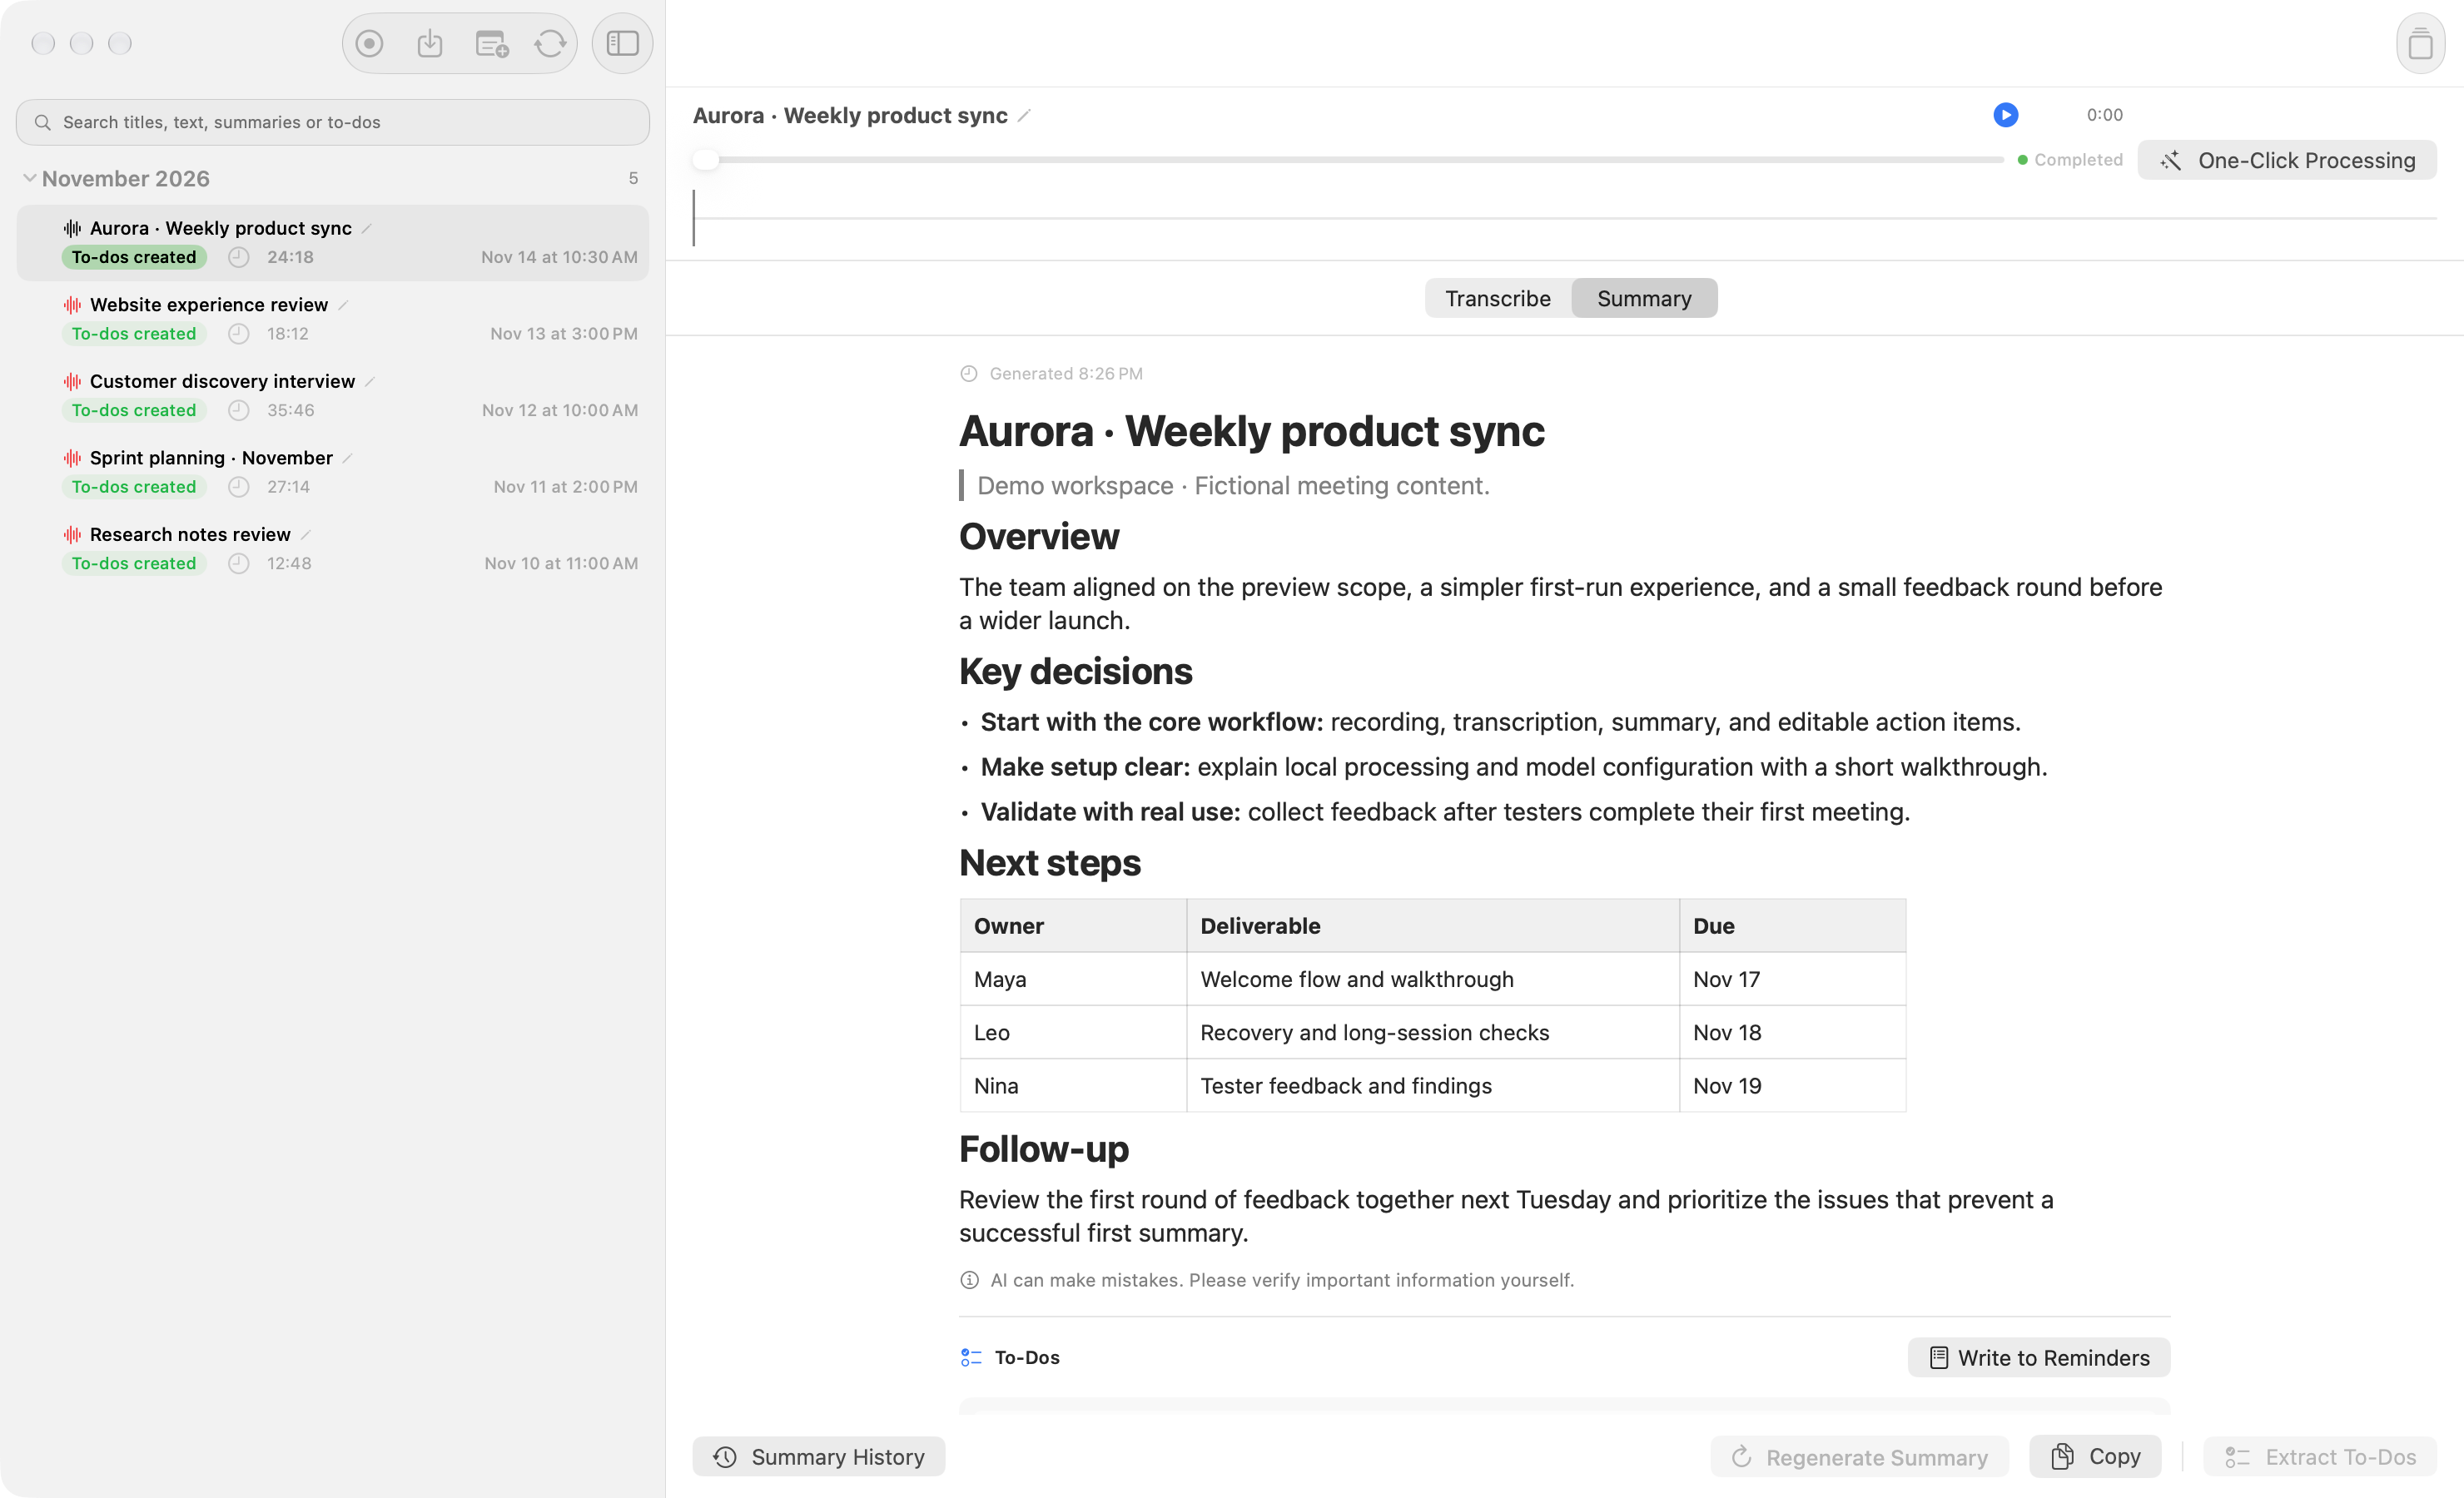 Search titles, text, summaries or to-dos
November 2026
5
Aurora · Weekly product sync
To-dos created
24:18
Nov 14 at 10:30 AM
Website experience review
To-dos created
18:12
Nov 13 at 3:00 PM
Customer discovery interview
To-dos created
35:46
Nov 12 at 10:00 AM
Sprint planning · November
To-dos created
27:14
Nov 11 at 2:00 PM
Research notes review
To-dos created
12:48
Nov 10 at 11:00 AM
Aurora · Weekly product sync
0:00
Completed
One-Click Processing
Transcribe
Summary
Generated 8:26 PM
Aurora · Weekly product sync
Demo workspace · Fictional meeting content.
Overview
The team aligned on the preview scope, a simpler first-run experience, and a small feedback round before
a wider launch.
Key decisions
• Start with the core workflow: recording, transcription, summary, and editable action items.
• Make setup clear: explain local processing and model configuration with a short walkthrough.
• Validate with real use: collect feedback after testers complete their first meeting.
Next steps
Owner Deliverable Due
Maya Welcome flow and walkthrough Nov 17
Leo Recovery and long-session checks Nov 18
Nina Tester feedback and findings Nov 19
Follow-up
Review the first round of feedback together next Tuesday and prioritize the issues that prevent a
successful first summary.
AI can make mistakes. Please verify important information yourself.
To-Dos
Write to Reminders
Summary History
Regenerate Summary
Copy
Extract To-Dos